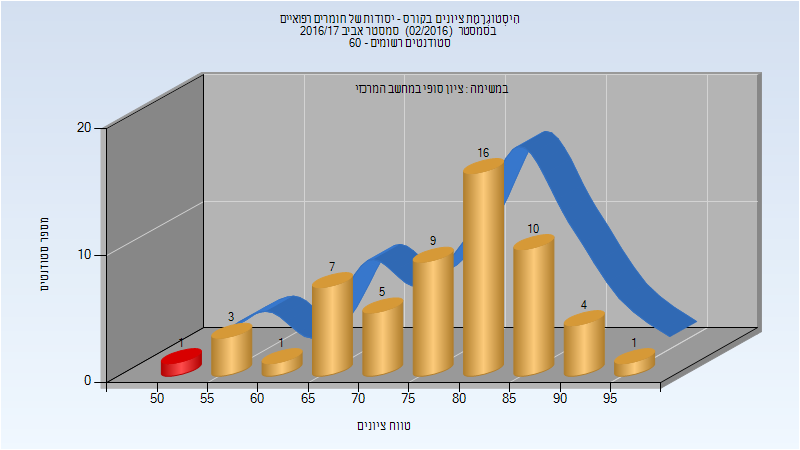 היסטוגרמת ציונים בקורס - יסודות של חומרים רפואיים
בסמסטר (02/2016) סמסטר אביב 2016/17
סטודנטים רשומים - 60
במשימה : ציון סופי במחשב המרכזי
מספר סטודנטים
20
10
0
1
3
1
7
5
9
16
10
4
1
50 55 60 65 70 75 80 85 90 95
טווח ציונים